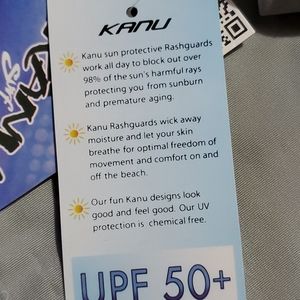 KANU
Kanu sun protective Rashguards
work all day to block out over
98% of the sun's harmful rays
protecting you from sunburn
and premature aging.
Kanu Rashguards wick away
moisture and let your skin
breathe for optimal freedom of
movement and comfort on and
off the beach.
Our fun Kanu designs look
good and feel good. Our UV
protection is chemical free.
UPF 50+